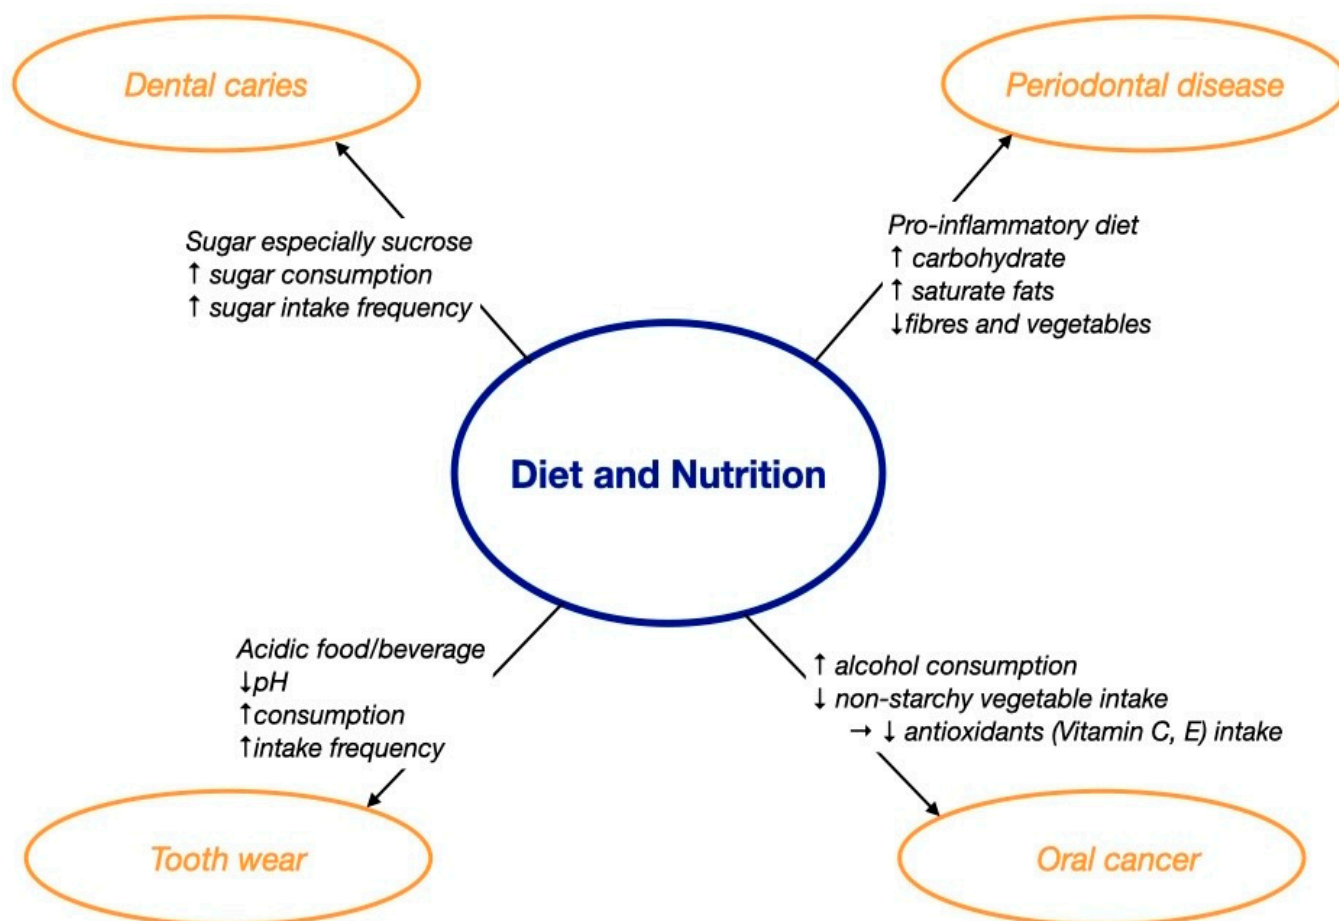 Dental caries
Periodontal disease
Sugar especially sucrose
↑ sugar consumption
↑ sugar intake frequency
Pro-inflammatory diet
↑ carbohydrate
↑ saturate fats
↓fibres and vegetables
Diet and Nutrition
Acidic food/beverage
↓pH
↑consumption
↑intake frequency
↑ alcohol consumption
↓ non-starchy vegetable intake
→ ↓ antioxidants (Vitamin C, E) intake
Tooth wear
Oral cancer